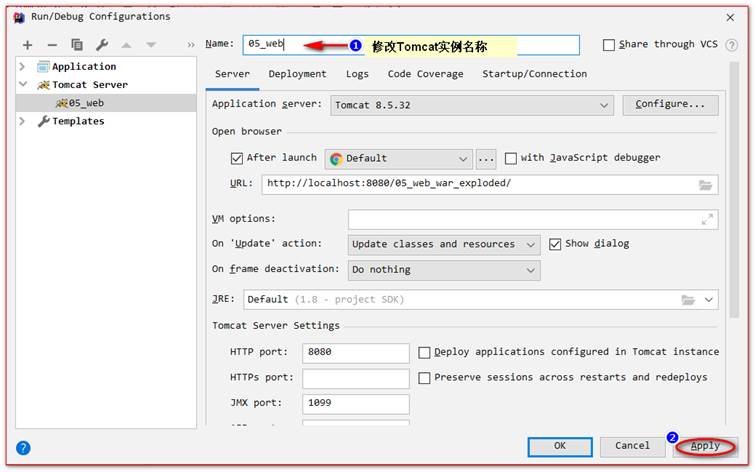 Run/Debug Configurations
Name: 05_web
1 修改Tomcat实例名称
Share through VCS
Application
Tomcat Server
05_web
Templates
Server Deployment Logs Code Coverage Startup/Connection
Application server: Tomcat 8.5.32 Configure...
Open browser
After launch Default ... with JavaScript debugger
URL: http://localhost:8080/05_web_war_exploded/
VM options:
On 'Update' action: Update classes and resources Show dialog
On frame deactivation: Do nothing
JRE: Default (1.8 - project SDK)
Tomcat Server Settings
HTTP port: 8080 Deploy applications configured in Tomcat instance
HTTPs port: Preserve sessions across restarts and redeploys
JMX port: 1099
2
OK Cancel Apply